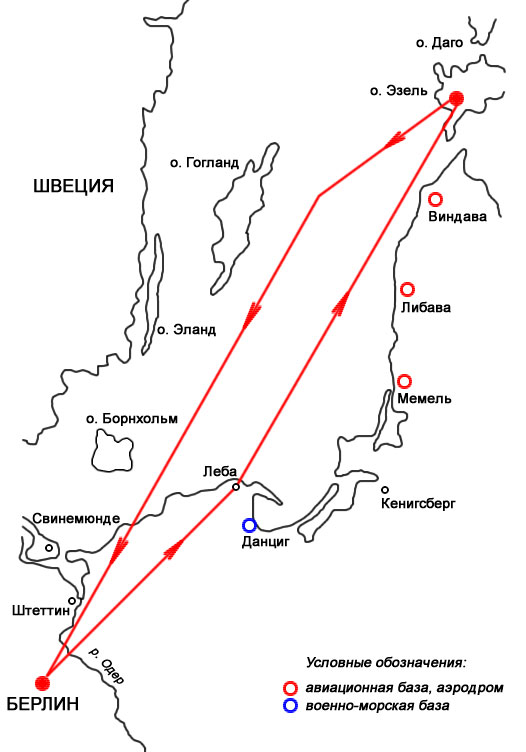 о. Даго
о. Эзель
о. Гогланд
ШВЕЦИЯ
Виндава
Либава
о. Эланд
Мемель
о. Борнхольм
Леба
Кенигсберг
Свинемюнде
Данциг
Штеттин
р. Одер
Условные обозначения:
БЕРЛИН
авиационная база, аэродром
военно-морская база